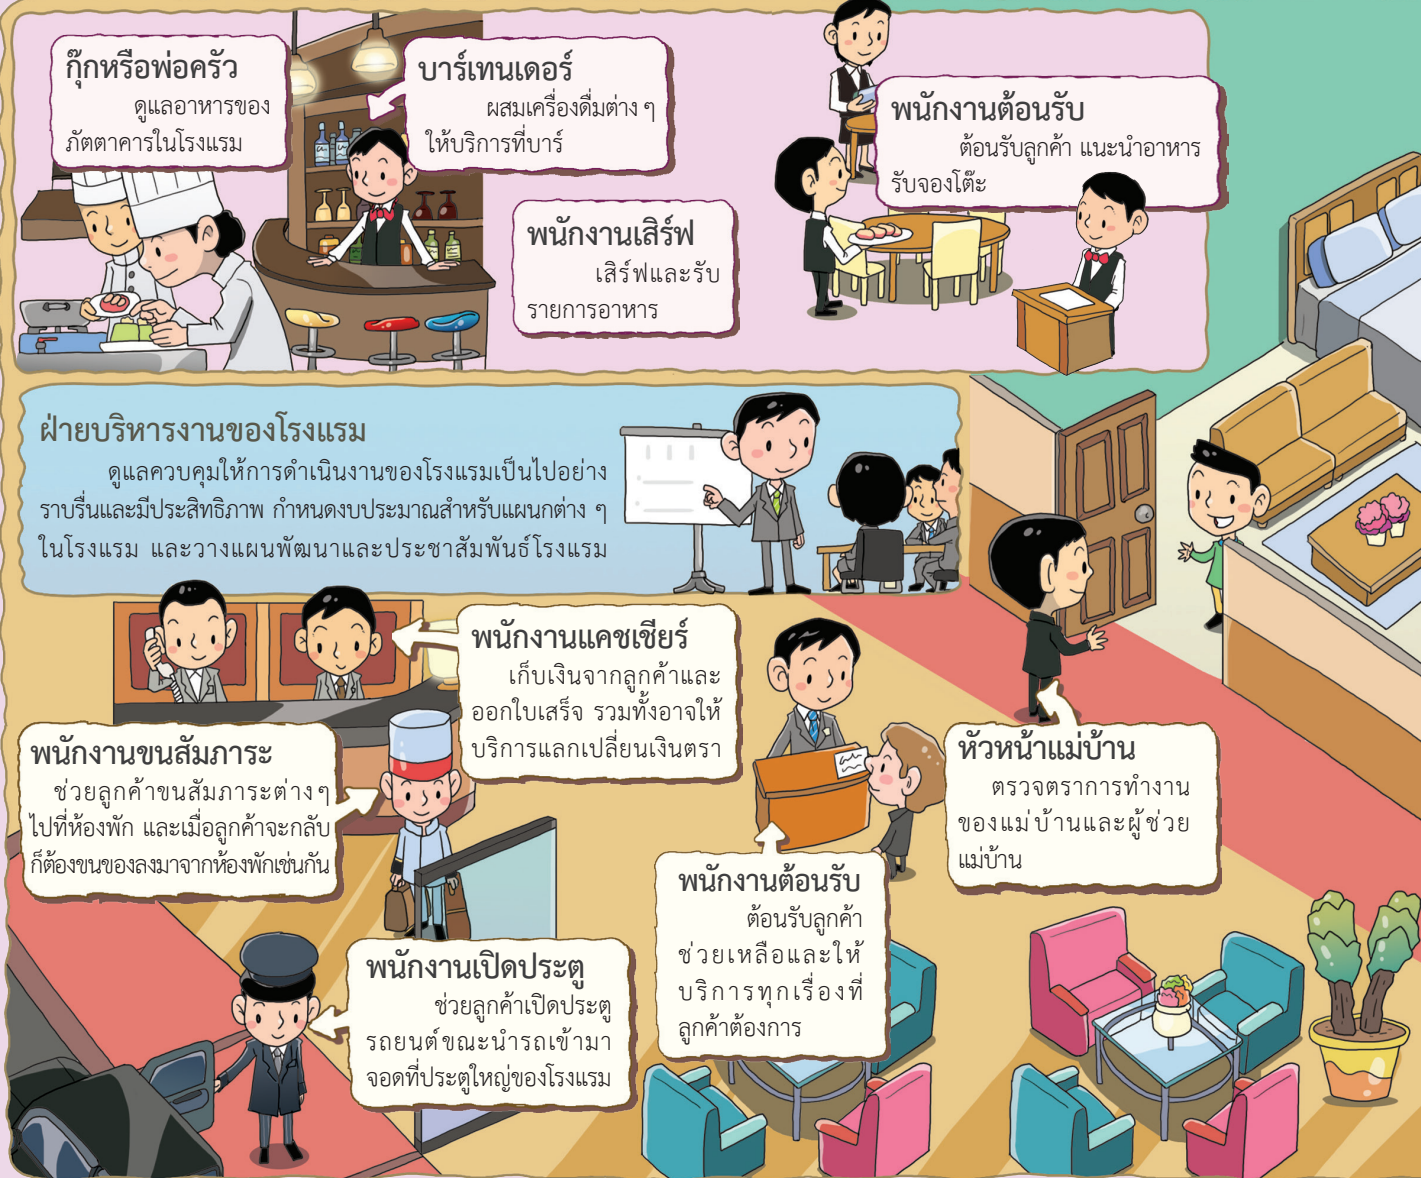 กุ๊กหรือพ่อครัว
ดูแลอาหารของ
ภัตตาคารในโรงแรม
บาร์เทนเดอร์
ผสมเครื่องดื่มต่าง ๆ
ให้บริการที่บาร์
พนักงานต้อนรับ
ต้อนรับลูกค้า แนะนำอาหาร
รับจองโต๊ะ
พนักงานเสิร์ฟ
เสิร์ฟและรับ
รายการอาหาร
ฝ่ายบริหารงานของโรงแรม
ดูแลควบคุมให้การดำเนินงานของโรงแรมเป็นไปอย่าง
ราบรื่นและมีประสิทธิภาพ กำหนดงบประมาณสำหรับแผนกต่าง ๆ
ในโรงแรม และวางแผนพัฒนาและประชาสัมพันธ์โรงแรม
พนักงานแคชเชียร์
เก็บเงินจากลูกค้าและ
ออกใบเสร็จ รวมทั้งอาจให้
บริการแลกเปลี่ยนเงินตรา
พนักงานขนสัมภาระ
ช่วยลูกค้าขนสัมภาระต่างๆ
ไปที่ห้องพัก และเมื่อลูกค้าจะกลับ
ก็ต้องขนของลงมาจากห้องพักเช่นกัน
หัวหน้าแม่บ้าน
ตรวจตราการทำงาน
ของแม่บ้านและผู้ช่วย
แม่บ้าน
พนักงานต้อนรับ
ต้อนรับลูกค้า
ช่วยเหลือและให้
บริการทุกเรื่องที่
ลูกค้าต้องการ
พนักงานเปิดประตู
ช่วยลูกค้าเปิดประตู
รถยนต์ขณะนำรถเข้ามา
จอดที่ประตูใหญ่ของโรงแรม